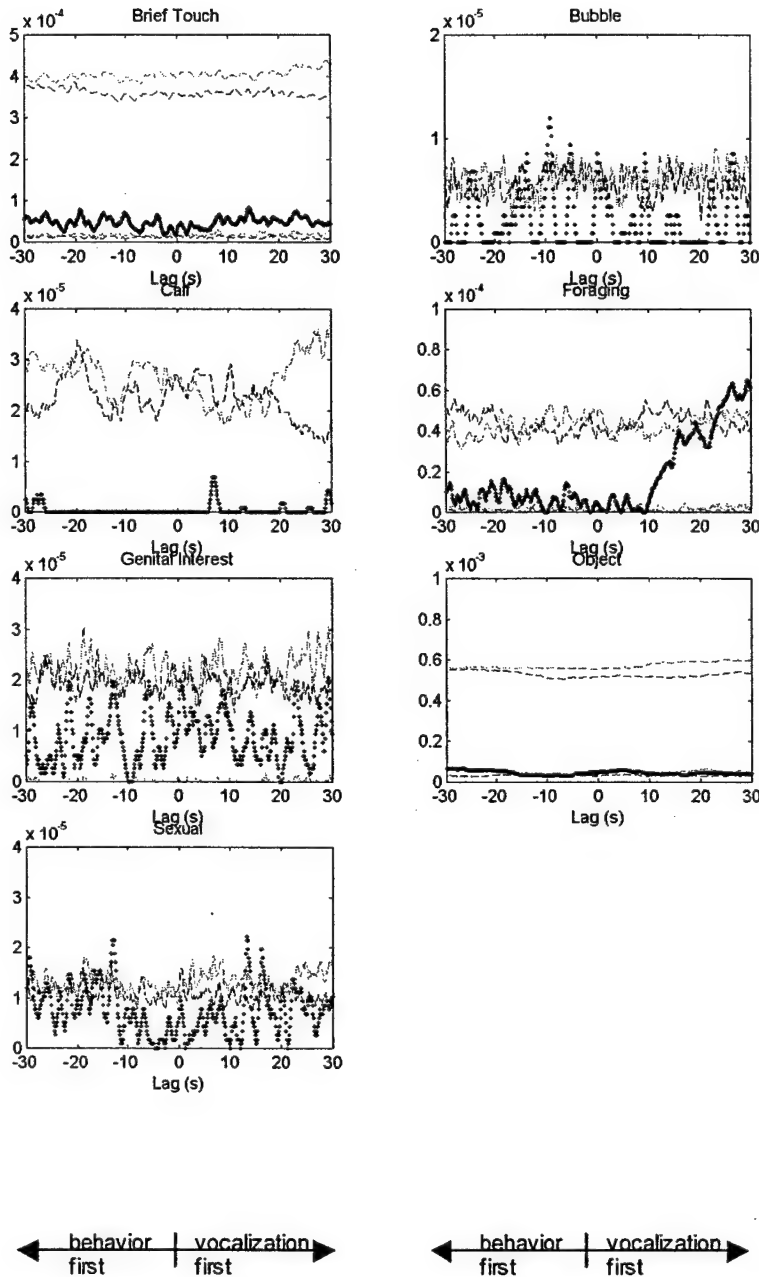 Brief Touch
x 10-4
5
4
3
2
1
0
-30 -20 -10 0 10 20 30
Lag (s)
Bubble
x 10-5
2
1
0
-30 -20 -10 0 10 20 30
Lag (s)
Calf
x 10-5
4
3
2
1
0
-30 -20 -10 0 10 20 30
Lag (s)
Foraging
x 10-4
1
0.8
0.6
0.4
0.2
0
-30 -20 -10 0 10 20 30
Lag (s)
Genital Interest
x 10-5
4
3
2
1
0
-30 -20 -10 0 10 20 30
Lag (s)
Object
x 10-3
1
0.8
0.6
0.4
0.2
0
-30 -20 -10 0 10 20 30
Lag (s)
Sexual
x 10-5
4
3
2
1
0
-30 -20 -10 0 10 20 30
Lag (s)
behavior vocalization
first first
behavior vocalization
first first